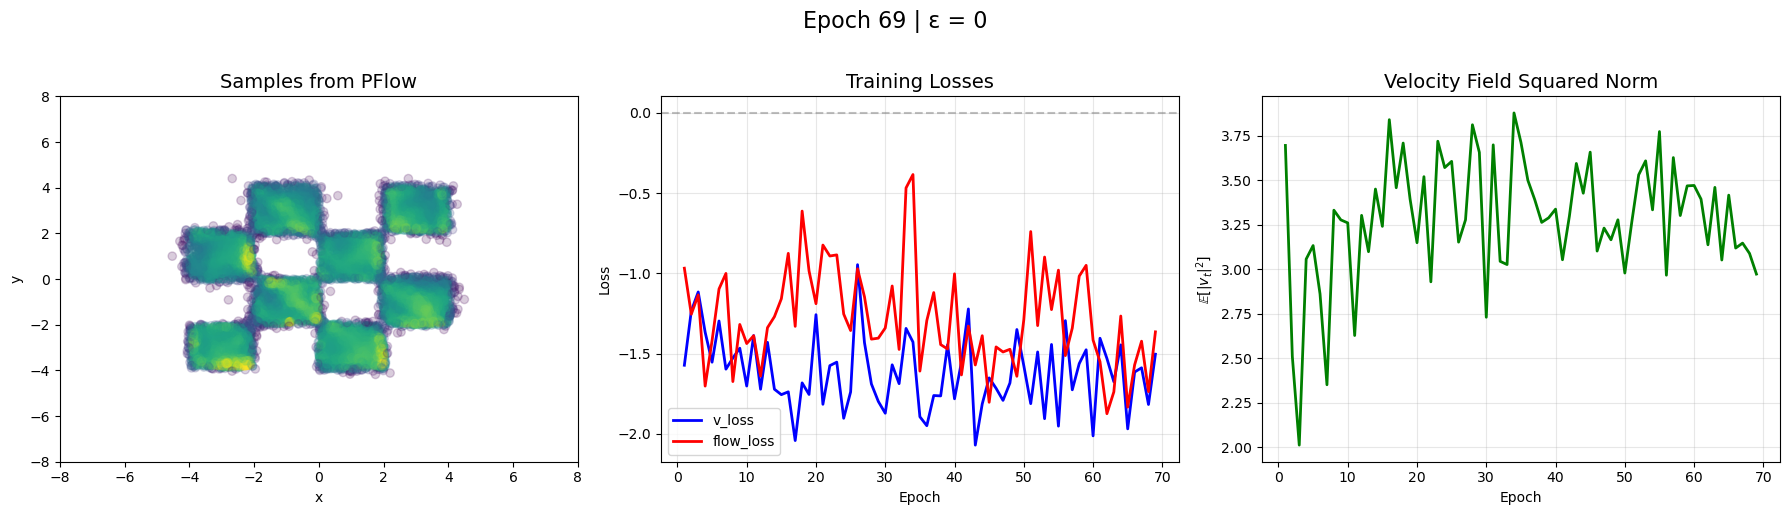 Epoch 69 | ε = 0
Samples from PFlow
8
6
4
2
0
−2
−4
−6
−8
y
−8 −6 −4 −2 0 2 4 6 8
x
Training Losses
0.0
−0.5
−1.0
−1.5
−2.0
Loss
v_loss
flow_loss
0 10 20 30 40 50 60 70
Epoch
Velocity Field Squared Norm
3.75
3.50
3.25
3.00
2.75
2.50
2.25
2.00
𝔼[|v_t|²]
0 10 20 30 40 50 60 70
Epoch